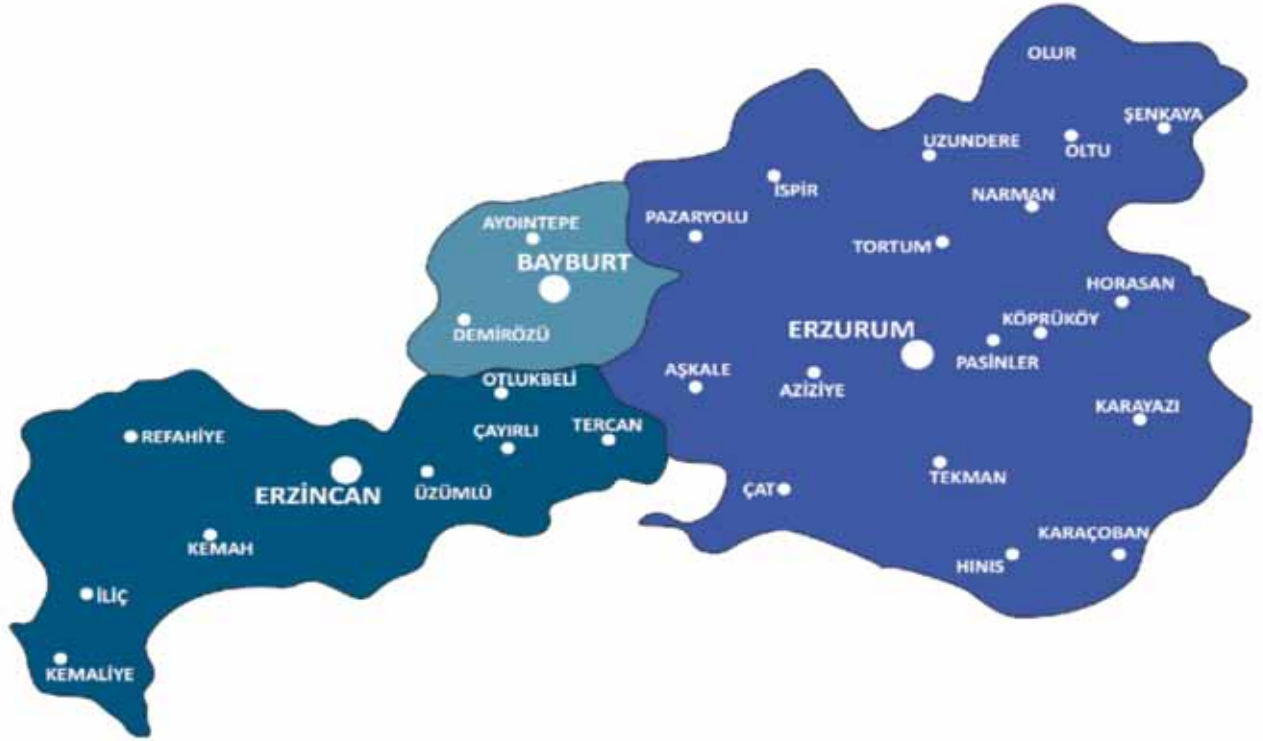 OLUR
ŞENKAYA
UZUNDERE
OLTU
İSPİR
NARMAN
PAZARYOLU
AYDINTEPE
TORTUM
BAYBURT
HORASAN
KÖPRÜKÖY
DEMİRÖZÜ
ERZURUM
PASİNLER
AŞKALE
OTLUKBELİ
AZİZİYE
KARAYAZI
TERCAN
ÇAYIRLI
REFAHİYE
TEKMAN
ERZİNCAN
ÜZÜMLÜ
ÇAT
KARAÇOBAN
KEMAH
HINIS
İLİÇ
KEMALİYE